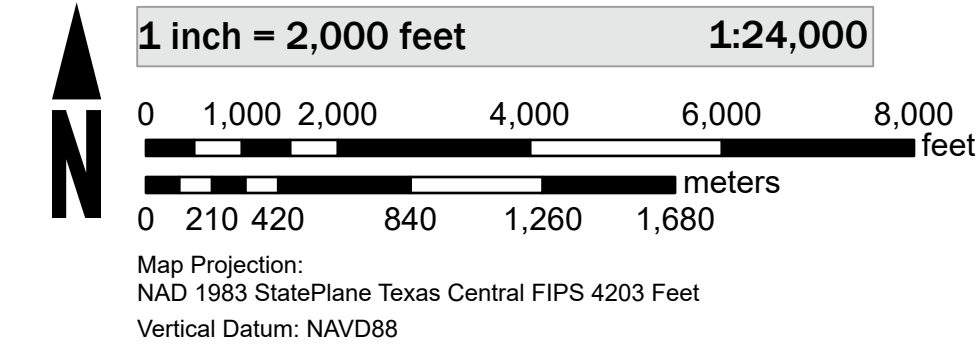 1 inch = 2,000 feet 1:24,000
0 1,000 2,000 4,000 6,000 8,000
feet
N
meters
0 210 420 840 1,260 1,680
Map Projection:
NAD 1983 StatePlane Texas Central FIPS 4203 Feet
Vertical Datum: NAVD88